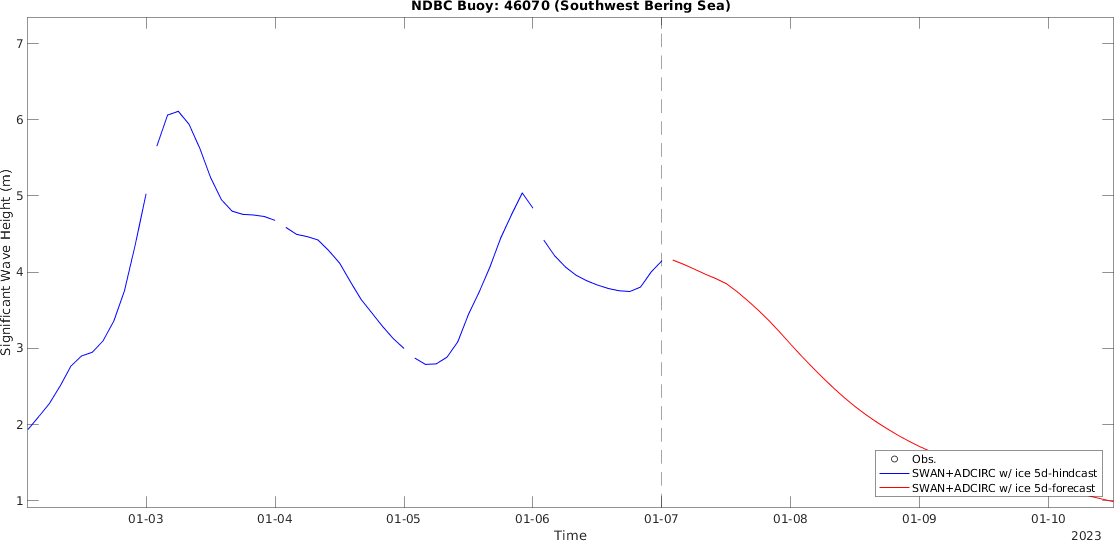 NDBC Buoy: 46070 (Southwest Bering Sea)
Significant Wave Height (m)
7
6
5
4
3
2
1
Obs.
SWAN+ADCIRC w/ ice 5d-hindcast
SWAN+ADCIRC w/ ice 5d-forecast
01-03 01-04 01-05 01-06 01-07 01-08 01-09 01-10
Time
2023